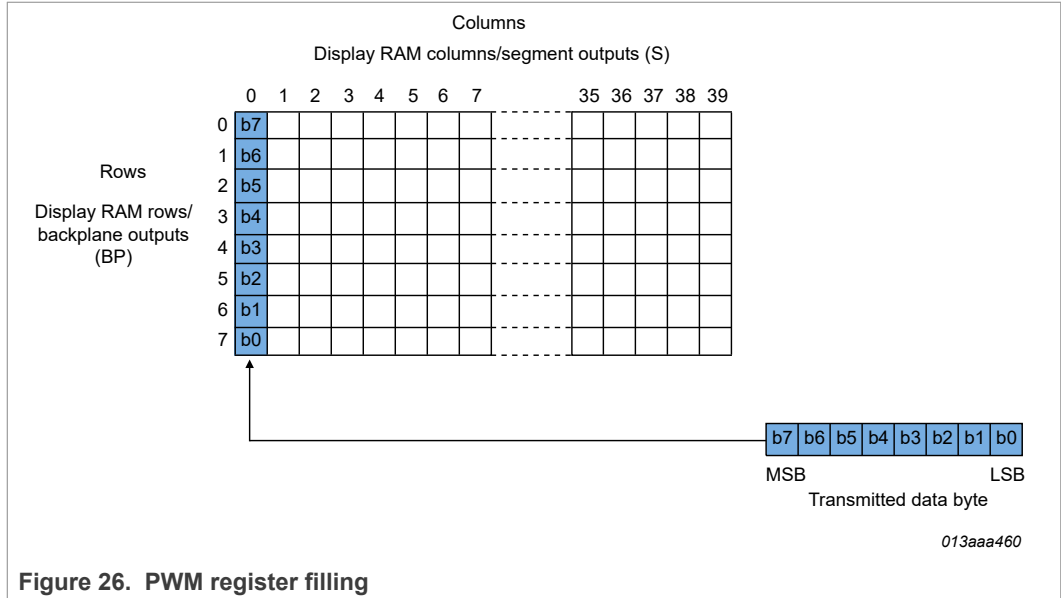 Columns
Display RAM columns/segment outputs (S)
0 1 2 3 4 5 6 7 35 36 37 38 39
0 b7
1 b6
Rows
2 b5
Display RAM rows/
3 b4
backplane outputs
4 b3
(BP)
5 b2
6 b1
7 b0
b7 b6 b5 b4 b3 b2 b1 b0
MSB LSB
Transmitted data byte
013aaa460
Figure 26. PWM register filling